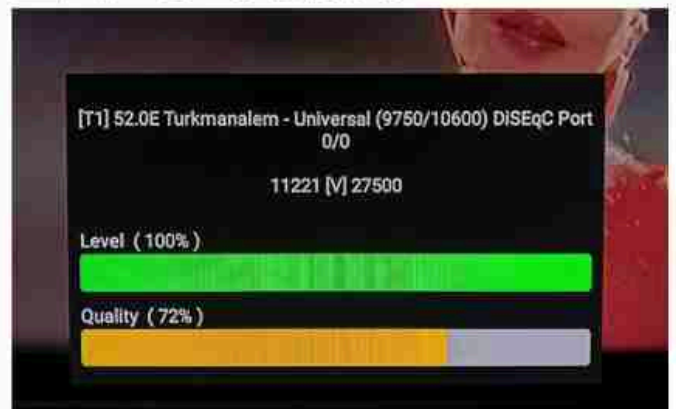 [T1] 52.0E Turkmanalem - Universal (9750/10600) DiSEqC Port
0/0
11221 [V] 27500
Level ( 100% )
Quality ( 72% )